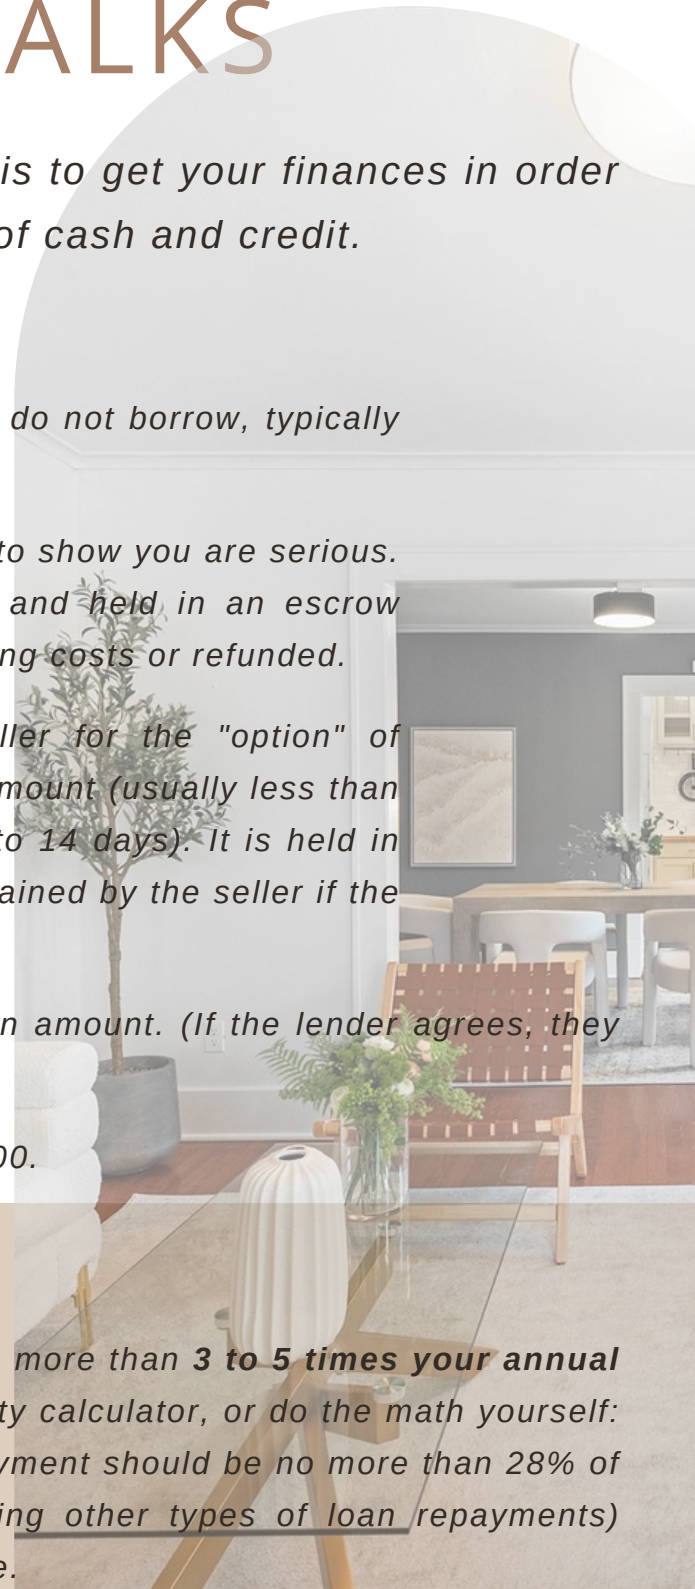 ALKS
is to get your finances in order
of cash and credit.
do not borrow, typically
to show you are serious.
and held in an escrow
ng costs or refunded.
ller for the "option" of
mount (usually less than
to 14 days). It is held in
ained by the seller if the
n amount. (If the lender agrees, they
00.
more than 3 to 5 times your annual
ty calculator, or do the math yourself:
yment should be no more than 28% of
ing other types of loan repayments)
e.